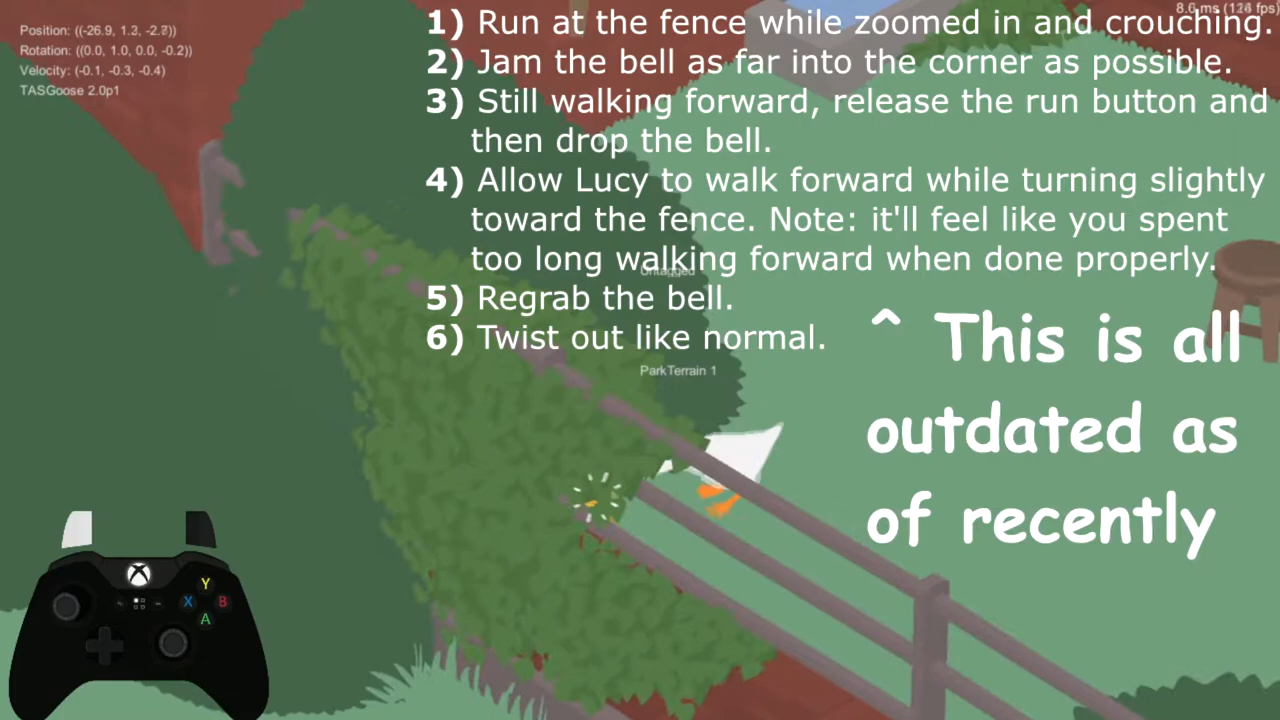 Position: ((-26.9, 1.3, -2.8))
Rotation: ((0.0, 1.0, 0.0, -0.2))
Velocity: (-0.1, -0.3, -0.4)
TASGoose 2.0p1
1) Run at the fence while zoomed in and crouching.
2) Jam the bell as far into the corner as possible.
3) Still walking forward, release the run button and
then drop the bell.
4) Allow Lucy to walk forward while turning slightly
toward the fence. Note: it'll feel like you spent
too long walking forward when done properly.
5) Regrab the bell.
6) Twist out like normal.
^ This is all
outdated as
of recently
Untagged
ParkTerrain 1
Y
X B
A